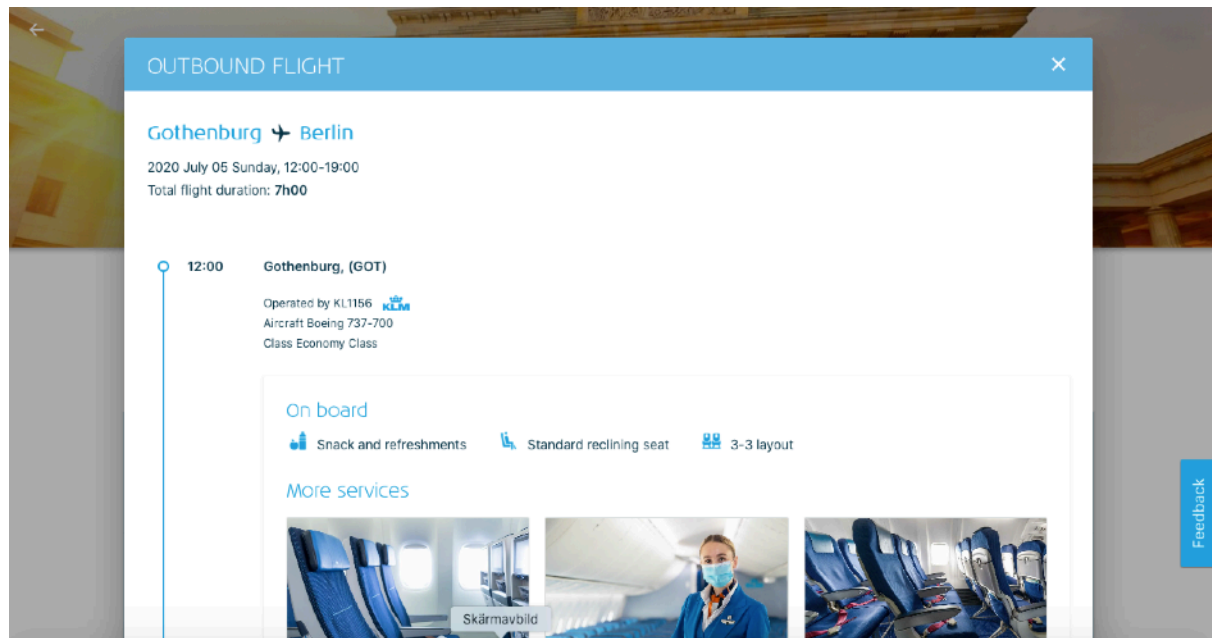 OUTBOUND FLIGHT
Gothenburg Berlin
2020 July 05 Sunday, 12:00-19:00
Total flight duration: 7h00
12:00 Gothenburg, (GOT)
Operated by KL1156 KLM
Aircraft Boeing 737-700
Class Economy Class
On board
Snack and refreshments Standard reclining seat 3-3 layout
More services
Feedback
Skärmavbild